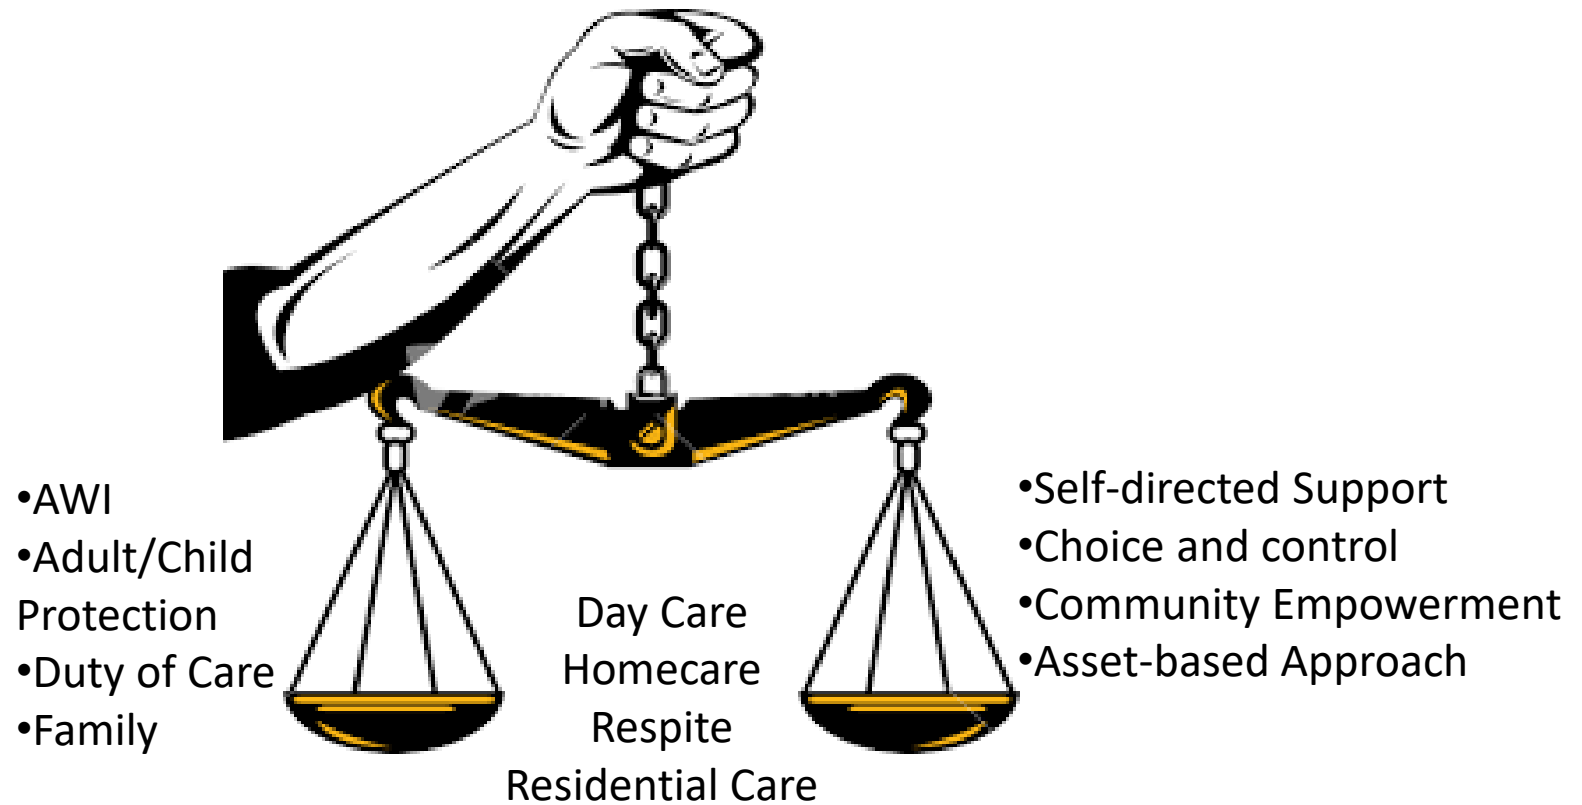 •AWI
•Adult/Child
Protection
•Duty of Care
•Family
Day Care
Homecare
Respite
Residential Care
•Self-directed Support
•Choice and control
•Community Empowerment
•Asset-based Approach